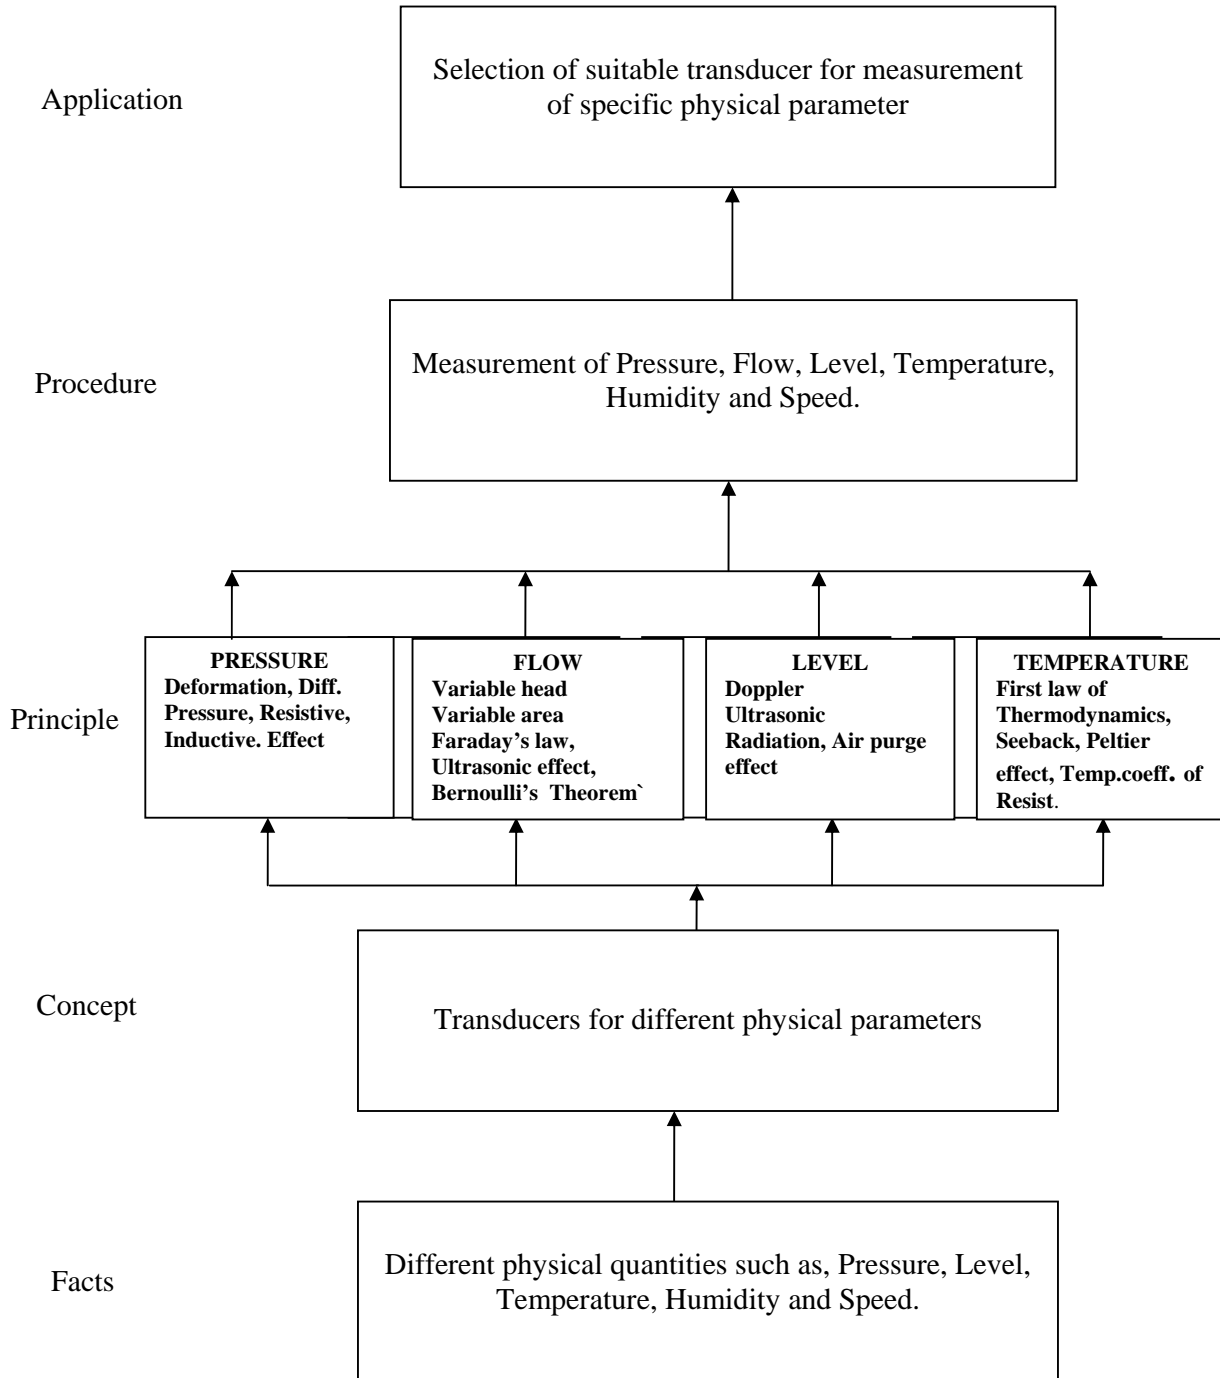 Application
Selection of suitable transducer for measurement
of specific physical parameter
Procedure
Measurement of Pressure, Flow, Level, Temperature,
Humidity and Speed.
Principle
PRESSURE
Deformation, Diff.
Pressure, Resistive,
Inductive. Effect
FLOW
Variable head
Variable area
Faraday’s law,
Ultrasonic effect,
Bernoulli’s Theorem`
LEVEL
Doppler
Ultrasonic
Radiation, Air purge
effect
TEMPERATURE
First law of
Thermodynamics,
Seeback, Peltier
effect, Temp.coeff. of
Resist.
Concept
Transducers for different physical parameters
Facts
Different physical quantities such as, Pressure, Level,
Temperature, Humidity and Speed.